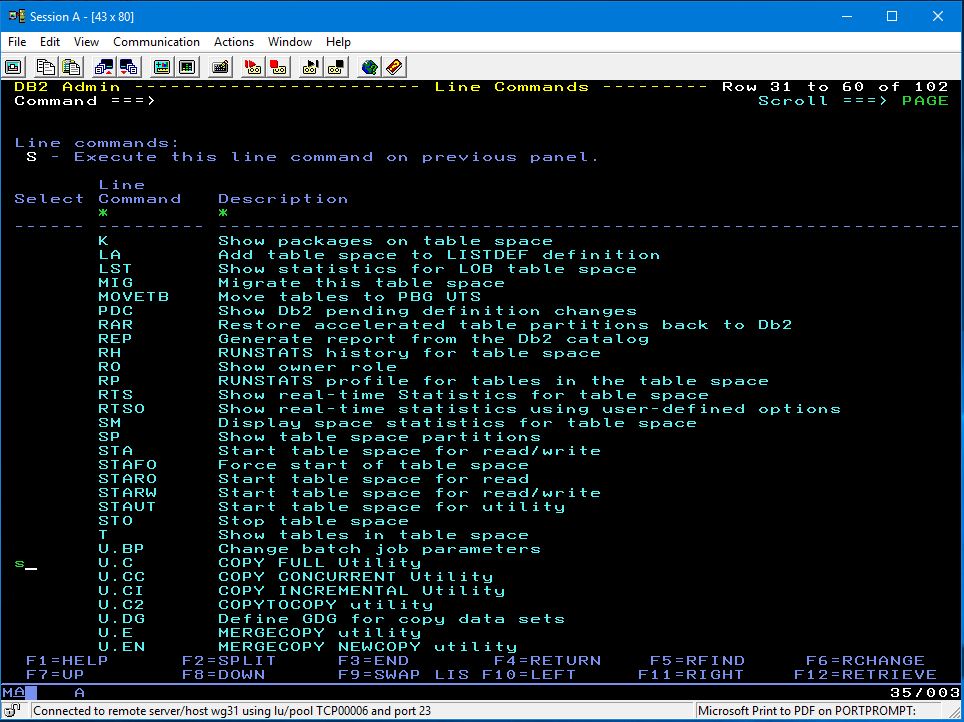 Session A - [43 x 80]
File Edit View Communication Actions Window Help
DB2 Admin -------------------------- Line Commands --------- Row 31 to 60 of 102
Command ===> Scroll ===> PAGE
Line commands:
S - Execute this line command on previous panel.
Line
Select Command Description
* *
------ --------- --------------------------------------------------------------
K Show packages on table space
LA Add table space to LISTDEF definition
LST Show statistics for LOB table space
MIG Migrate this table space
MOVETB Move tables to PBG UTS
PDC Show Db2 pending definition changes
RAR Restore accelerated table partitions back to Db2
REP Generate report from the Db2 catalog
RH RUNSTATS history for table space
RO Show owner role
RP RUNSTATS profile for tables in the table space
RTS Show real-time Statistics for table space
RTSO Show real-time statistics using user-defined options
SM Display space statistics for table space
SP Show table space partitions
STA Start table space for read/write
STAFO Force start of table space
STARO Start table space for read
STARW Start table space for read/write
STAUT Start table space for utility
STO Stop table space
T Show tables in table space
U.BP Change batch job parameters
s_ U.C COPY FULL Utility
U.CC COPY CONCURRENT Utility
U.CI COPY INCREMENTAL Utility
U.C2 COPYTOCOPY utility
U.DG Define GDG for copy data sets
U.E MERGECOPY utility
U.EN MERGECOPY NEWCOPY utility
F1=HELP F2=SPLIT F3=END F4=RETURN F5=RFIND F6=RCHANGE
F7=UP F8=DOWN F9=SWAP LIS F10=LEFT F11=RIGHT F12=RETRIEVE
MA A 35/003
Connected to remote server/host wg31 using lu/pool TCP00006 and port 23 Microsoft Print to PDF on PORTPROMPT: